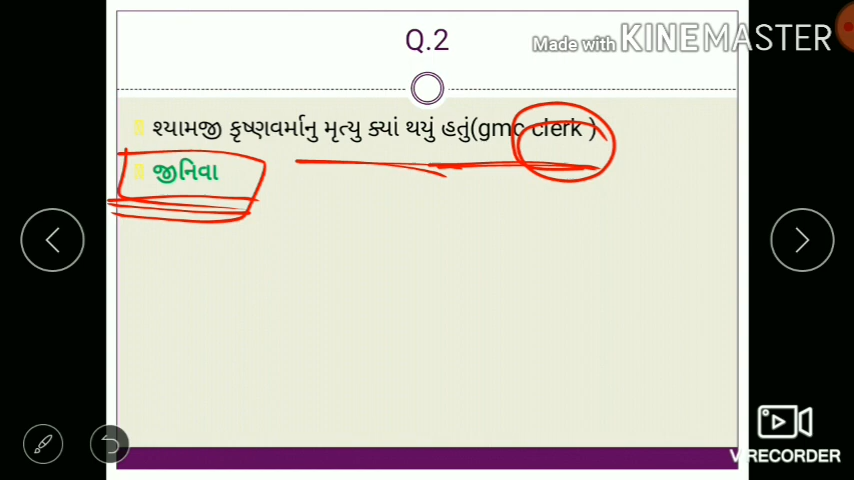 Q.2
Made with KINEMASTER
શ્યામજી કૃષ્ણવર્માનુ મૃત્યુ ક્યાં થયું હતું(gmc clerk )
જીનિવા
VRECORDER